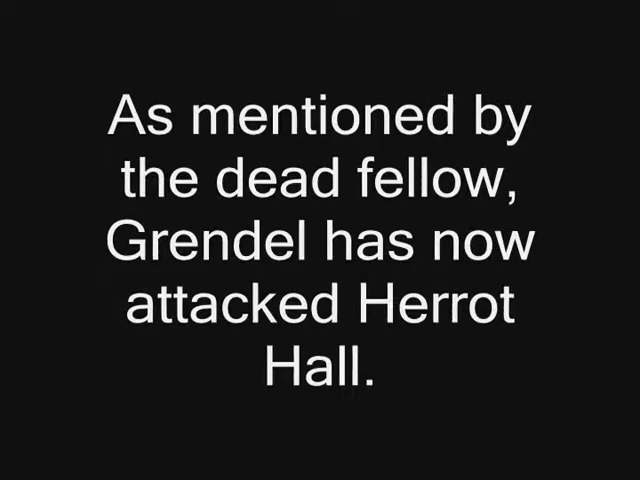 As mentioned by
the dead fellow,
Grendel has now
attacked Herrot
Hall.